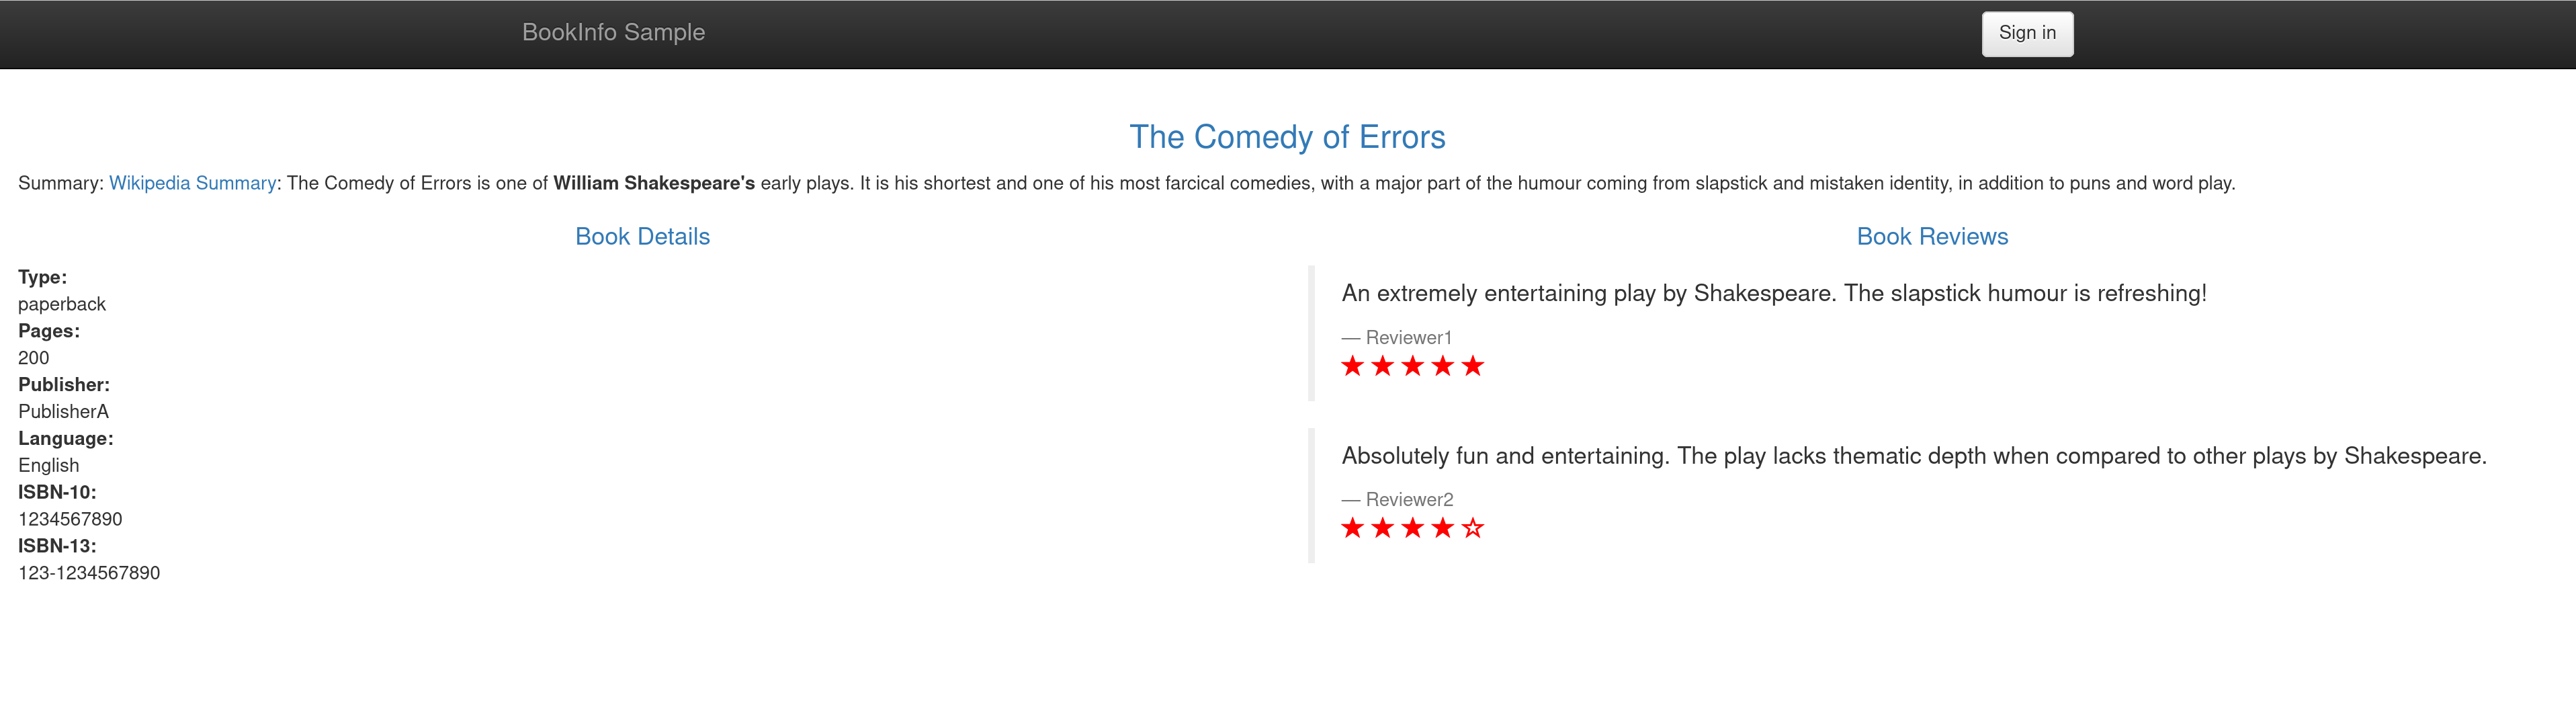 BookInfo Sample
Sign in
The Comedy of Errors
Summary: Wikipedia Summary: The Comedy of Errors is one of William Shakespeare's early plays. It is his shortest and one of his most farcical comedies, with a major part of the humour coming from slapstick and mistaken identity, in addition to puns and word play.
Book Details
Type:
paperback
Pages:
200
Publisher:
PublisherA
Language:
English
ISBN-10:
1234567890
ISBN-13:
123-1234567890
Book Reviews
An extremely entertaining play by Shakespeare. The slapstick humour is refreshing!
— Reviewer1
★ ★ ★ ★ ★
Absolutely fun and entertaining. The play lacks thematic depth when compared to other plays by Shakespeare.
— Reviewer2
★ ★ ★ ★ ☆